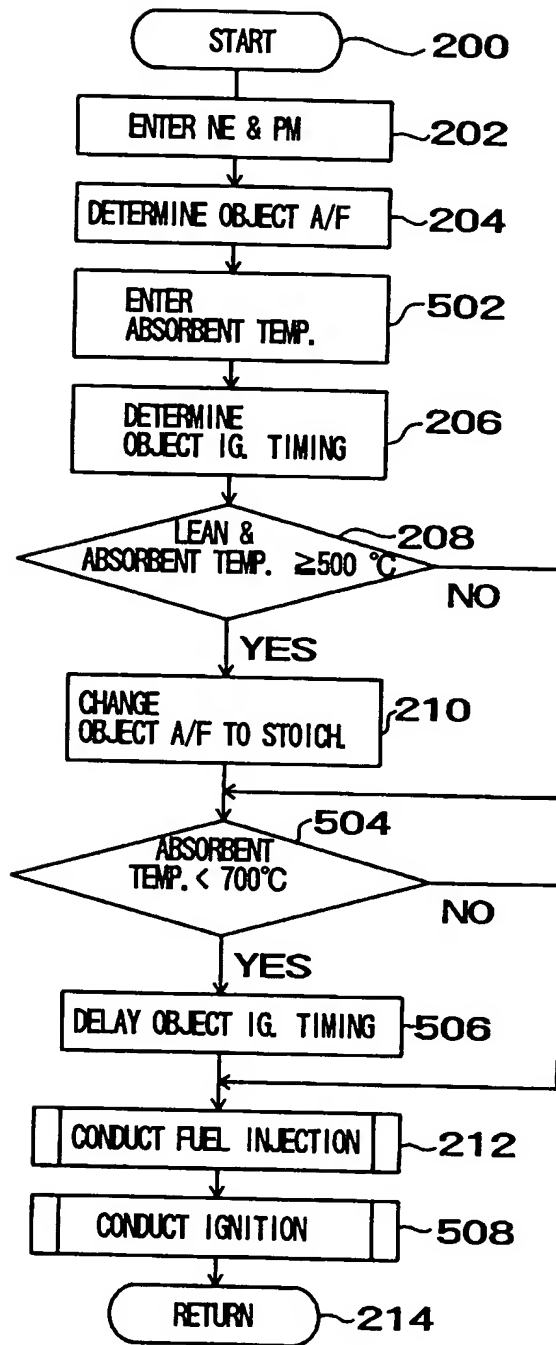 START
200
ENTER NE & PM
202
DETERMINE OBJECT A/F
204
ENTER
ABSORBENT TEMP.
502
DETERMINE
OBJECT IG. TIMING
206
LEAN &
ABSORBENT TEMP. ≧500 °C
208
NO
YES
CHANGE
OBJECT A/F TO STOICH.
210
504
ABSORBENT
TEMP. < 700°C
NO
YES
DELAY OBJECT IG. TIMING
506
CONDUCT FUEL INJECTION
212
CONDUCT IGNITION
508
RETURN
214